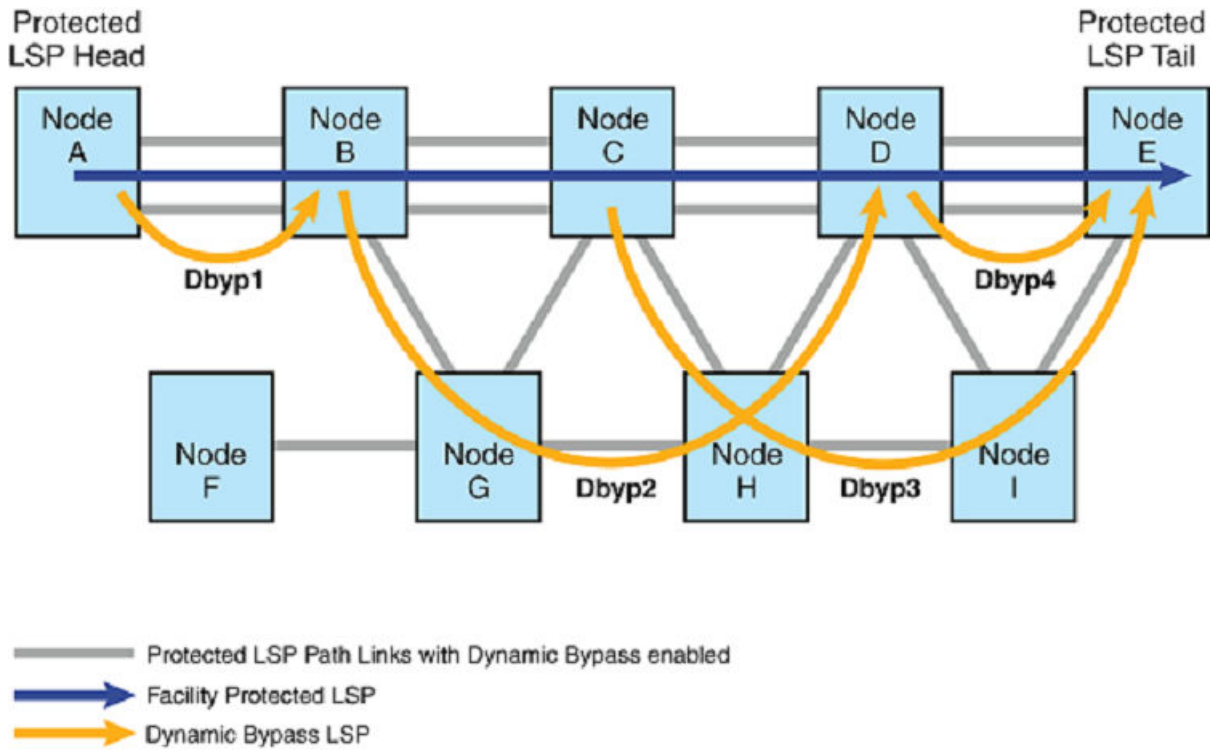 Protected
LSP Head
Protected
LSP Tail
Node
A
Node
B
Node
C
Node
D
Node
E
Dbyp1
Dbyp4
Node
F
Node
G
Dbyp2
Node
H
Dbyp3
Node
I
Protected LSP Path Links with Dynamic Bypass enabled
Facility Protected LSP
Dynamic Bypass LSP